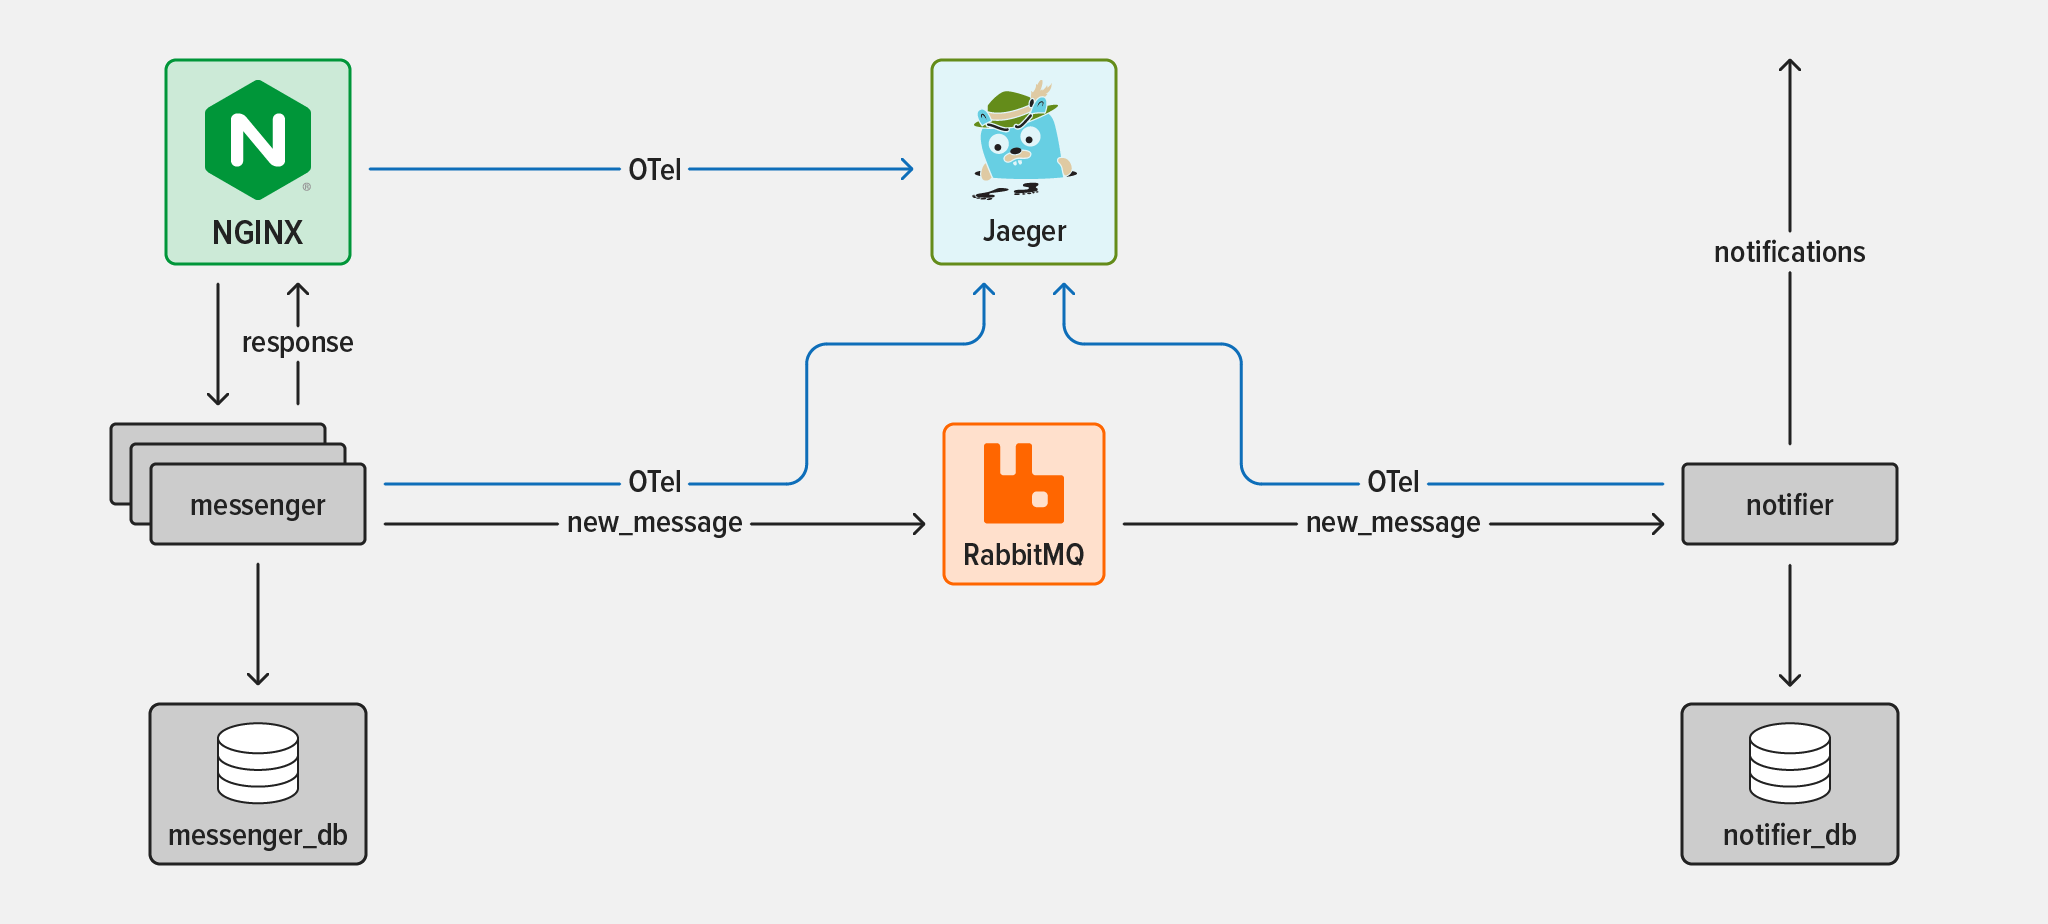 NGINX
®
OTel
Jaeger
notifications
response
messenger
OTel
new_message
RabbitMQ
OTel
new_message
notifier
messenger_db
notifier_db